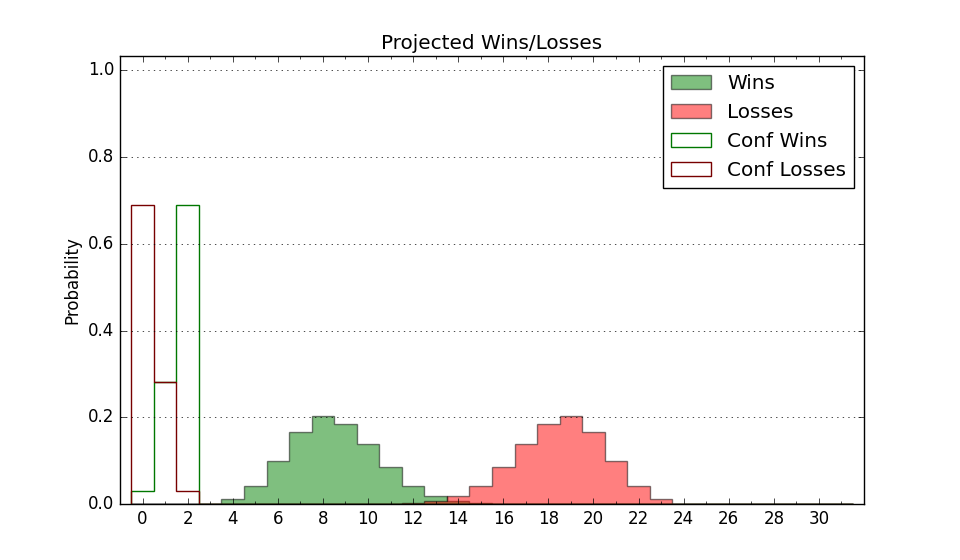 Projected Wins/Losses
1.0
0.8
0.6
0.4
0.2
0.0
Probability
Wins
Losses
Conf Wins
Conf Losses
0 2 4 6 8 10 12 14 16 18 20 22 24 26 28 30